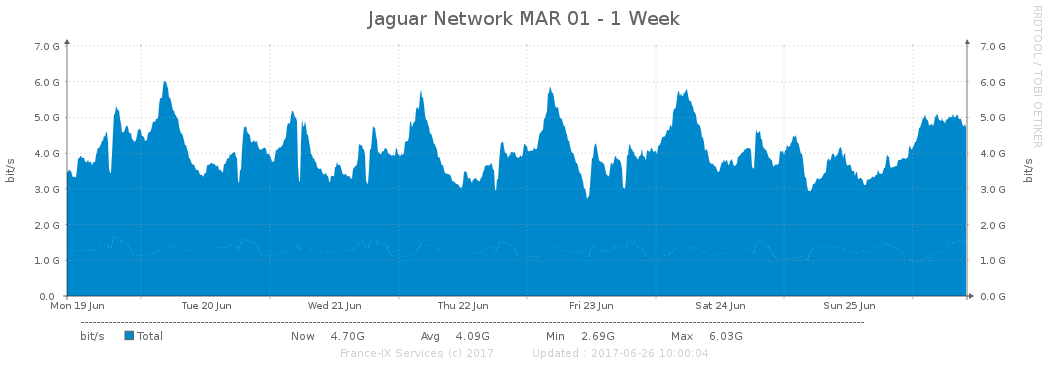 Jaguar Network MAR 01 - 1 Week
RRDTOOL / TOBI OETIKER
7.0 G 7.0 G
6.0 G 6.0 G
5.0 G 5.0 G
4.0 G 4.0 G
3.0 G 3.0 G
2.0 G 2.0 G
1.0 G 1.0 G
0.0 0.0 G
bit/s
bit/s
Mon 19 Jun Tue 20 Jun Wed 21 Jun Thu 22 Jun Fri 23 Jun Sat 24 Jun Sun 25 Jun
bit/s Total Now 4.70G Avg 4.09G Min 2.69G Max 6.03G
France-IX Services (c) 2017 Updated : 2017-06-26 10:00:04